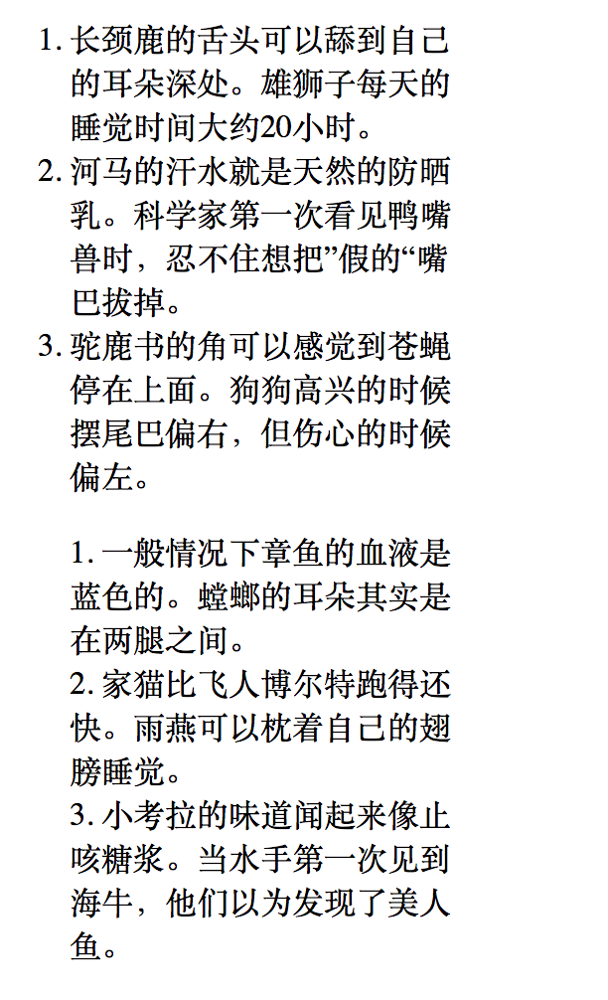 1. 长颈鹿的舌头可以舔到自己
的耳朵深处。雄狮子每天的
睡觉时间大约20小时。
2. 河马的汗水就是天然的防晒
乳。科学家第一次看见鸭嘴
兽时，忍不住想把”假的“嘴
巴拔掉。
3. 驼鹿书的角可以感觉到苍蝇
停在上面。狗狗高兴的时候
摆尾巴偏右，但伤心的时候
偏左。
1. 一般情况下章鱼的血液是
蓝色的。螳螂的耳朵其实是
在两腿之间。
2. 家猫比飞人博尔特跑得还
快。雨燕可以枕着自己的翅
膀睡觉。
3. 小考拉的味道闻起来像止
咳糖浆。当水手第一次见到
海牛，他们以为发现了美人
鱼。